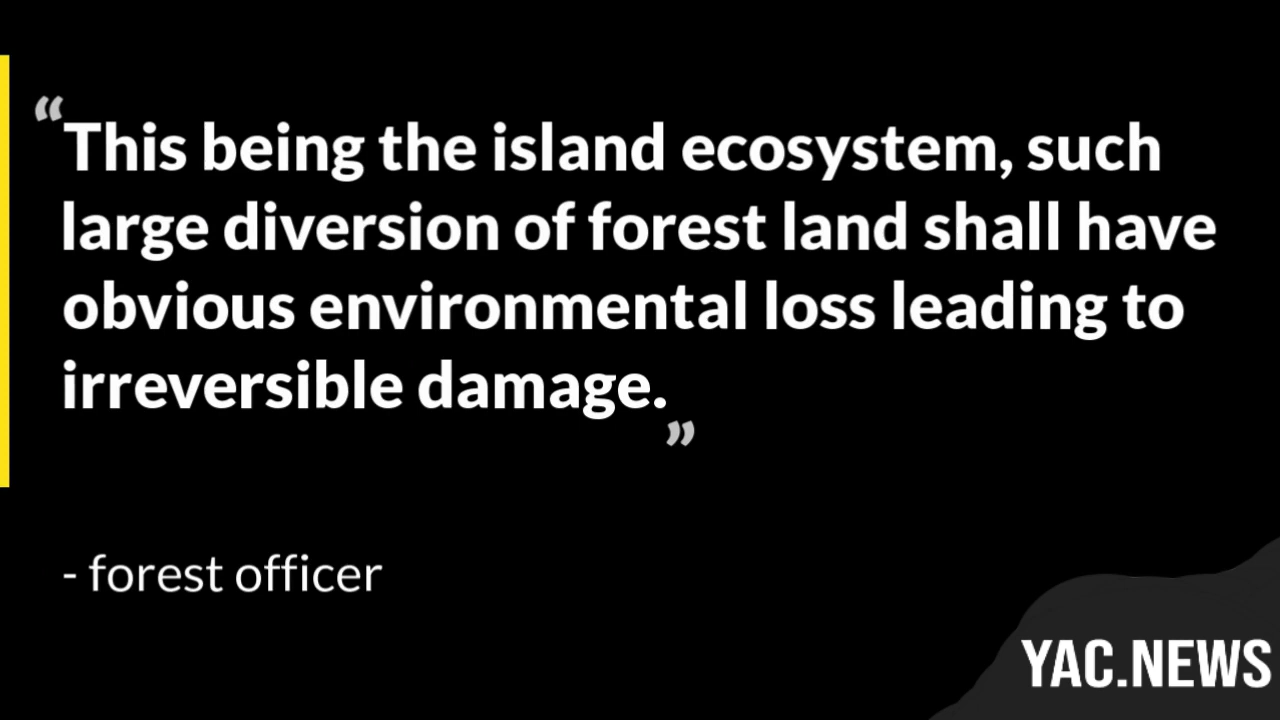 “This being the island ecosystem, such
large diversion of forest land shall have
obvious environmental loss leading to
irreversible damage.”
- forest officer
YAC.NEWS